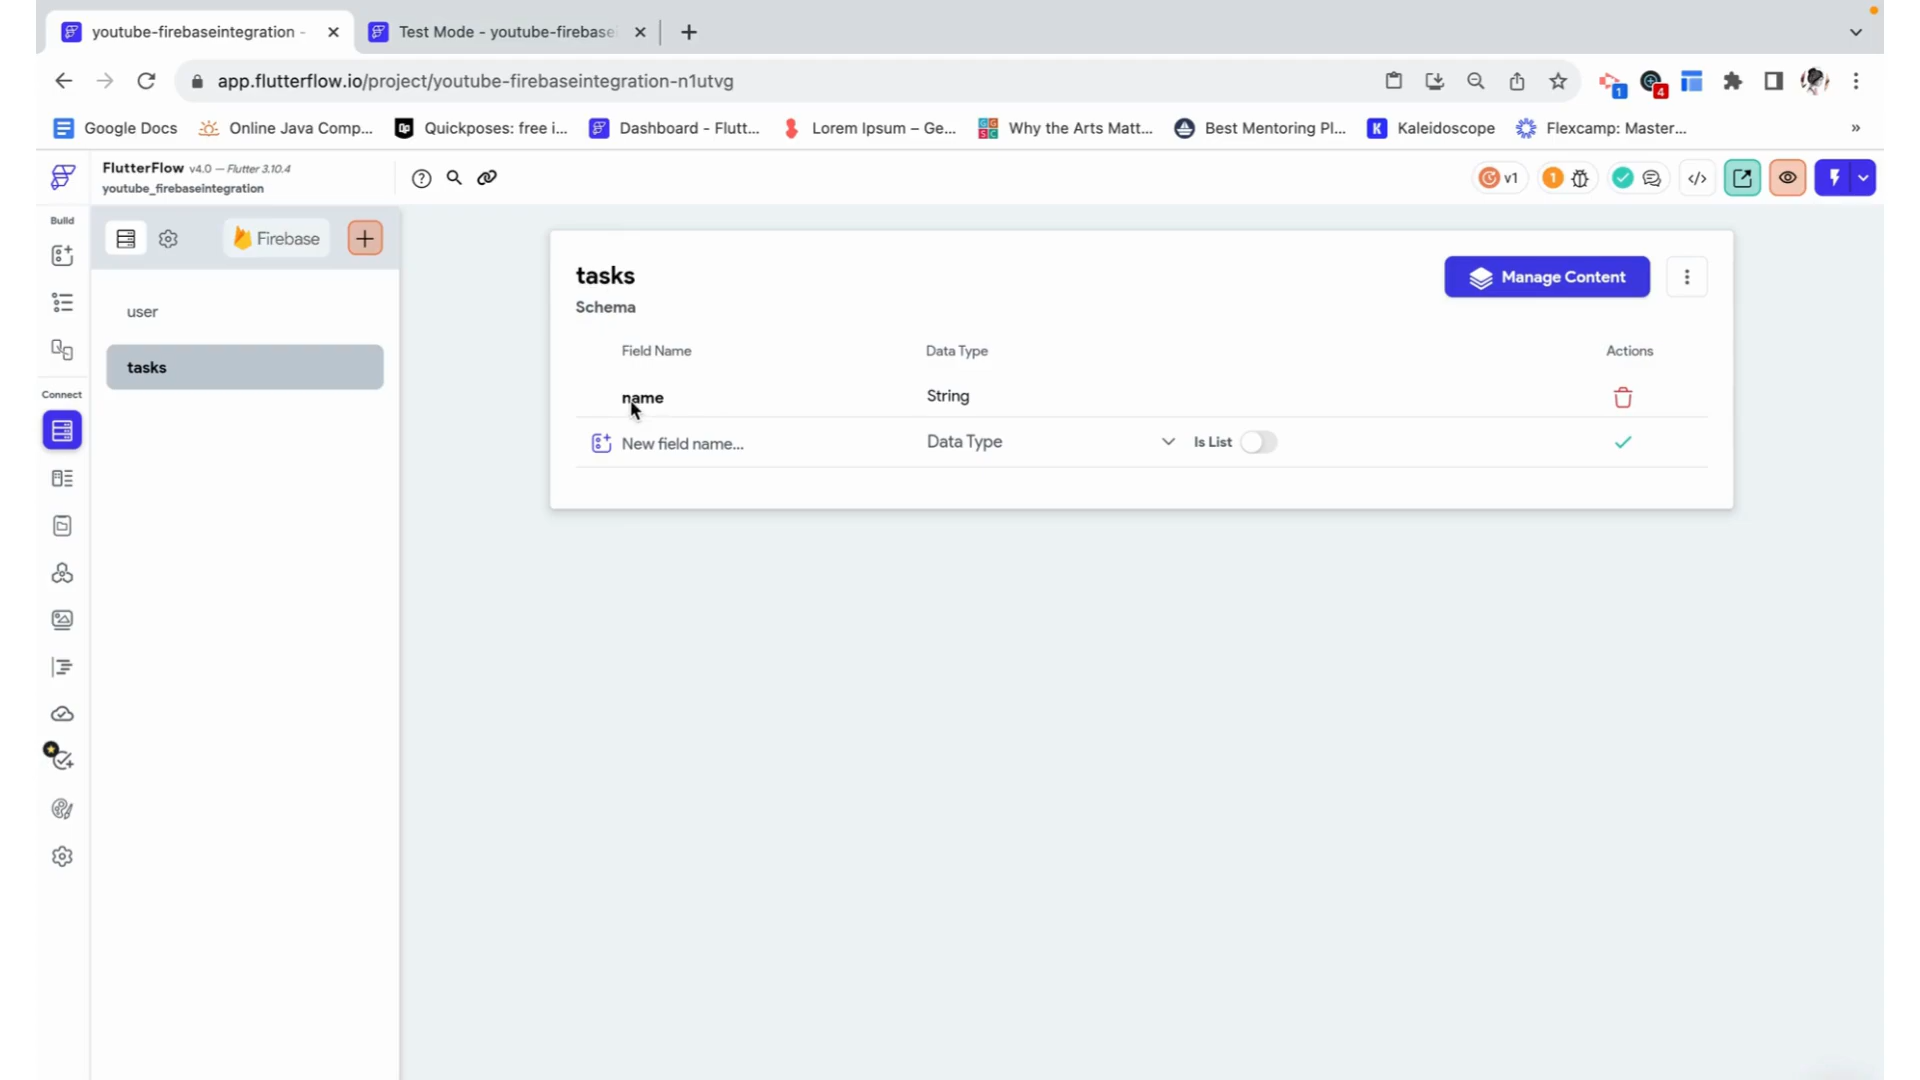 youtube-firebaseintegration -
Test Mode - youtube-firebase
app.flutterflow.io/project/youtube-firebaseintegration-n1utvg
1
4
Google Docs
Online Java Comp...
Quickposes: free i...
Dashboard - Flutt...
Lorem Ipsum – Ge...
Why the Arts Matt...
Best Mentoring Pl...
K
Kaleidoscope
Flexcamp: Master...
»
FlutterFlow v4.0 — Flutter 3.10.4
youtube_firebaseintegration
v1
1
Build
Firebase
user
tasks
Connect
tasks
Manage Content
Schema
Field Name
Data Type
Actions
name
String
New field name...
Data Type
Is List